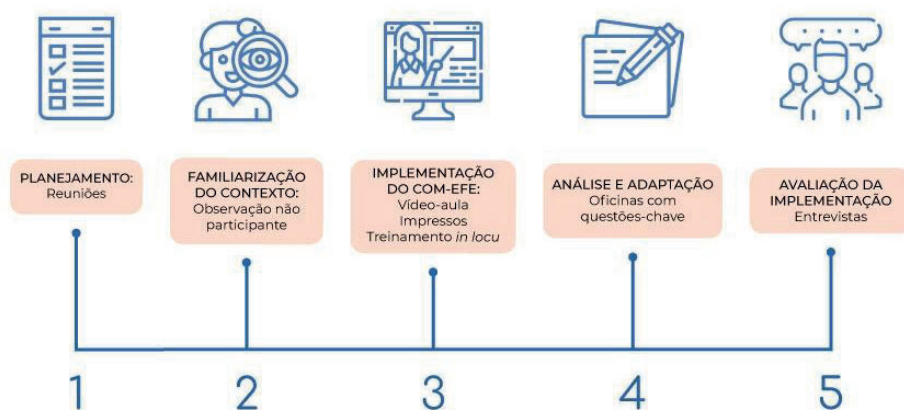 PLANEJAMENTO:
Reuniões
FAMILIARIZAÇÃO
DO CONTEXTO:
Observação não
participante
IMPLEMENTAÇÃO
DO COM-EFE:
Vídeo-aula
Impressos
Treinamento in locu
ANÁLISE E ADAPTAÇÃO
Oficinas com
questões-chave
AVALIAÇÃO DA
IMPLEMENTAÇÃO
Entrevistas
1
2
3
4
5